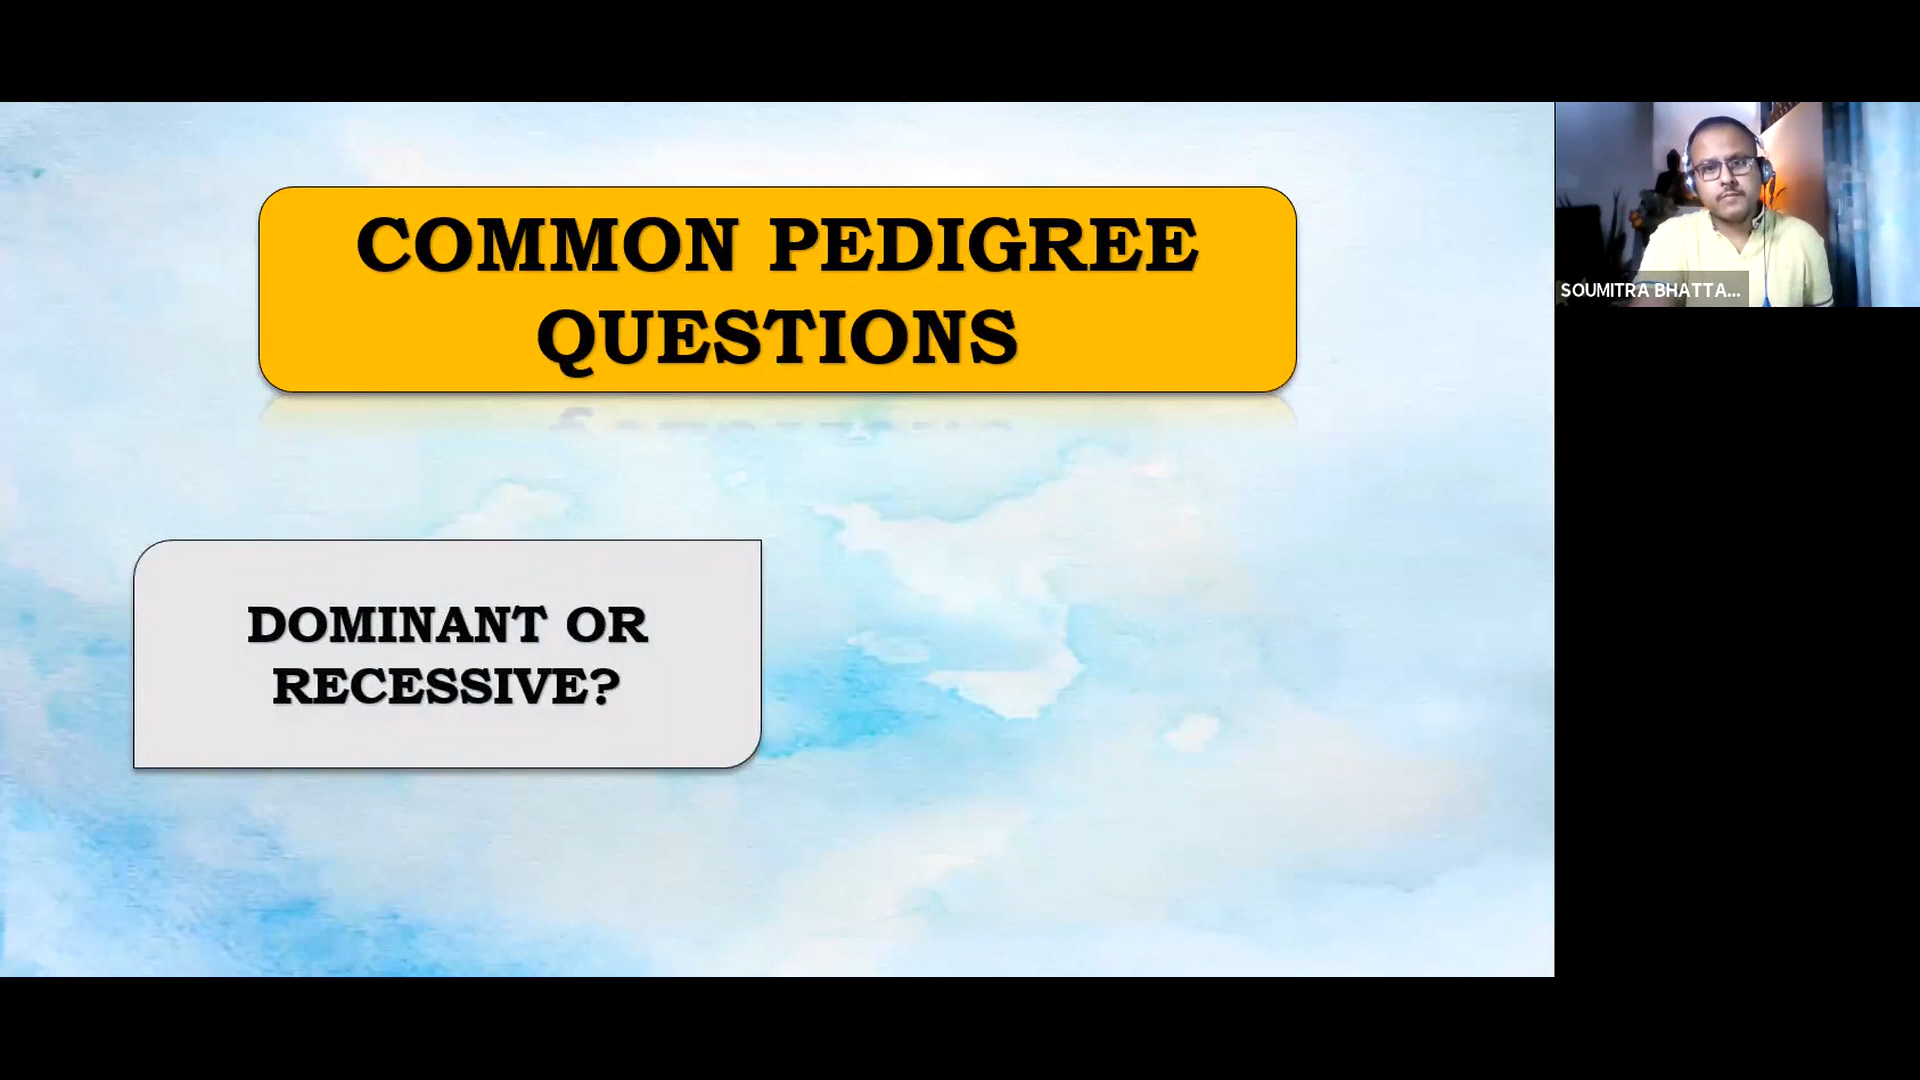 COMMON PEDIGREE
QUESTIONS
DOMINANT OR
RECESSIVE?
SOUMITRA BHATTA...